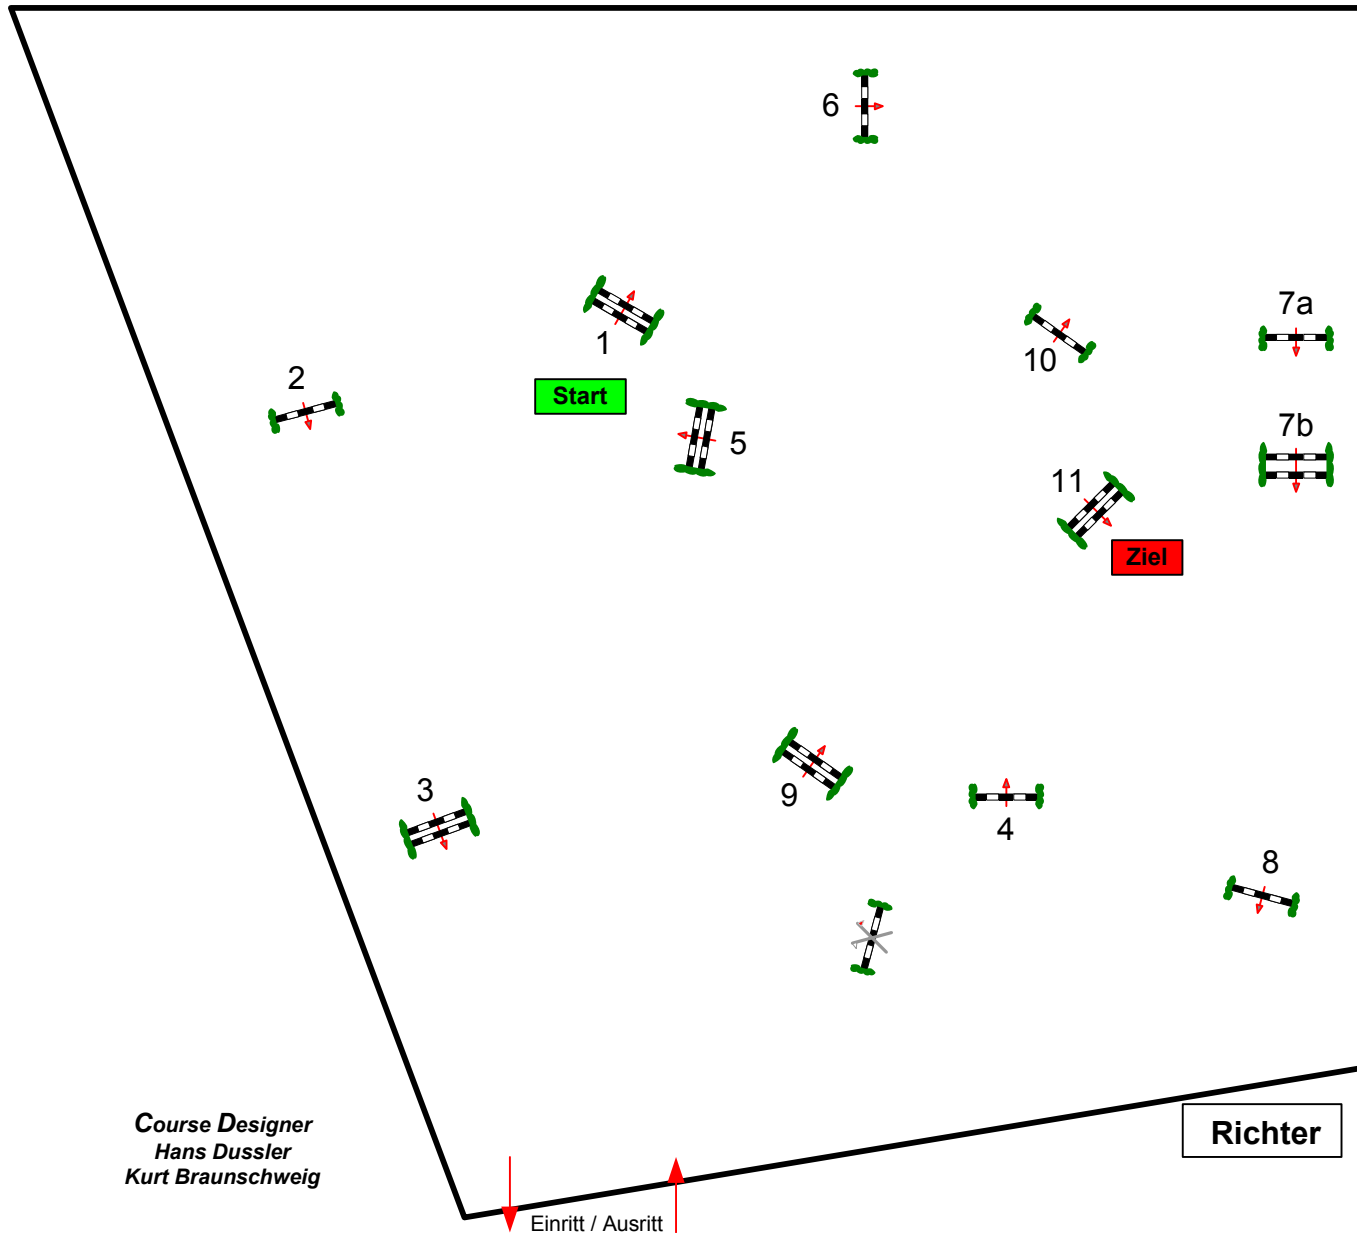 6
7a
1
10
2
Start
5
7b
11
Ziel
3
9
4
8
Course Designer
Hans Dussler
Kurt Braunschweig
Richter
Einritt / Ausritt